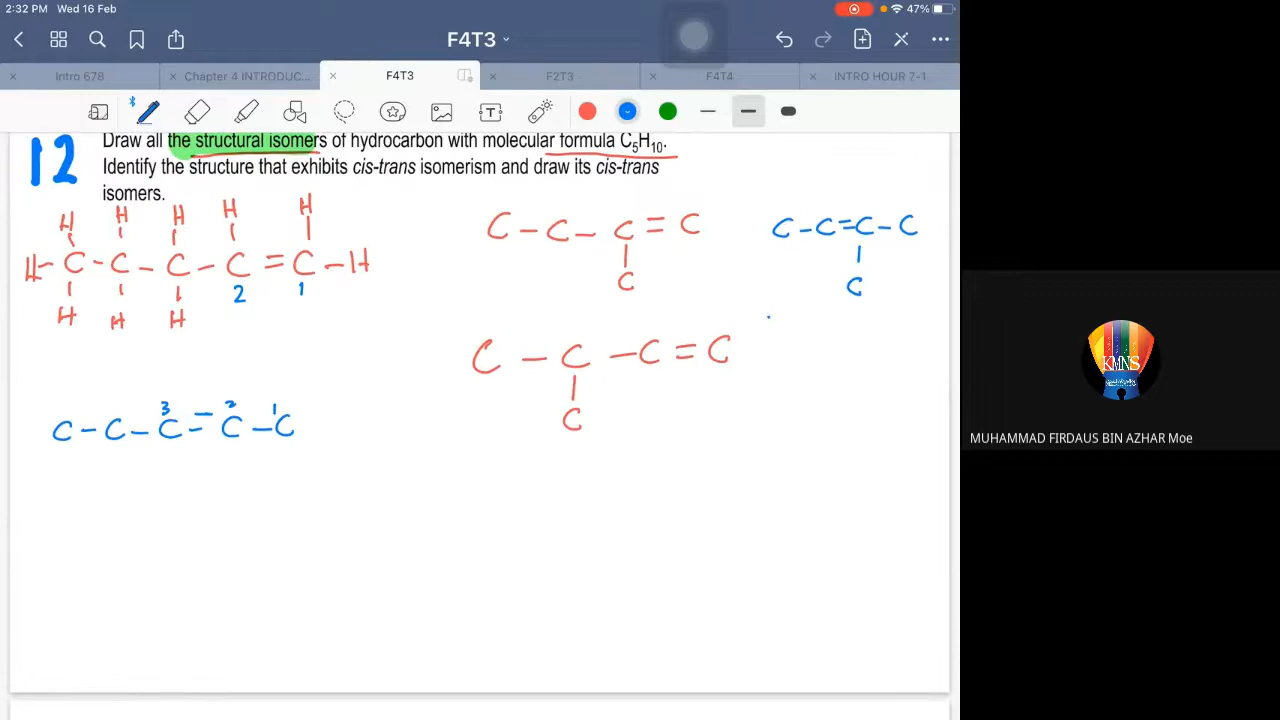 2:32 PM Wed 16 Feb
47%
F4T3
Intro 678
Chapter 4 INTRODUC...
F4T3
F2T3
F4T4
INTRO HOUR 7-1
12
Draw all the structural isomers of hydrocarbon with molecular formula C₅H₁₀.
Identify the structure that exhibits cis-trans isomerism and draw its cis-trans
isomers.
H H H H H
H - C - C - C - C = C - H
2 1
H H H
C - C - C = C
C
C - C = C - C
C
C - C - C = C
C
3 2 1
C - C - C = C - C
KMNS
MUHAMMAD FIRDAUS BIN AZHAR Moe